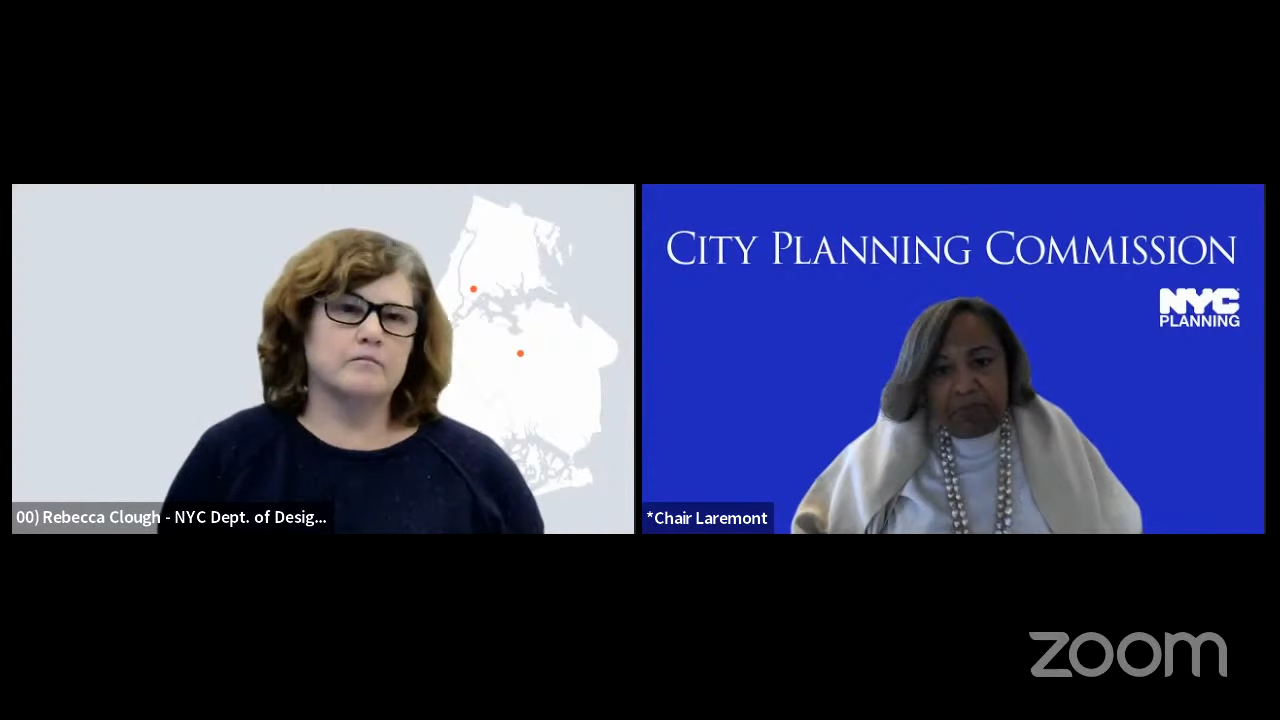 CITY PLANNING COMMISSION
NYC
PLANNING
00) Rebecca Clough - NYC Dept. of Desig...
*Chair Laremont
zoom